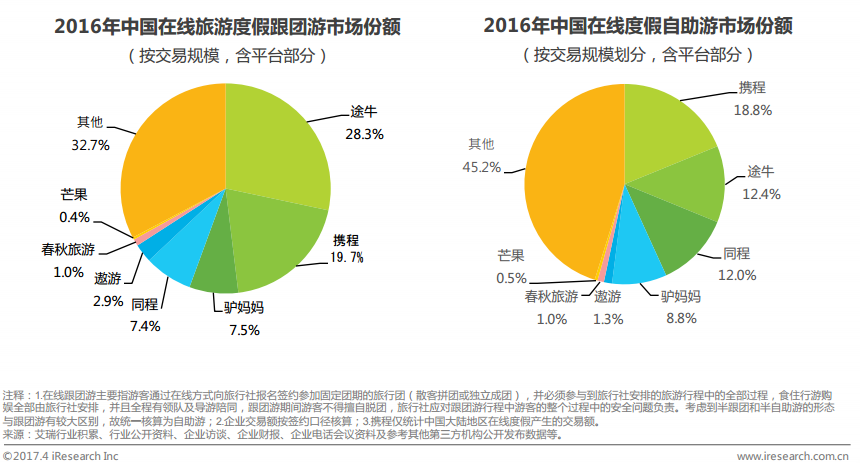 2016年中国在线旅游度假跟团游市场份额
（按交易规模，含平台部分）
途牛
28.3%
携程
19.7%
驴妈妈
7.5%
同程
7.4%
遨游
2.9%
春秋旅游
1.0%
芒果
0.4%
其他
32.7%
2016年中国在线度假自助游市场份额
（按交易规模划分，含平台部分）
携程
18.8%
途牛
12.4%
同程
12.0%
驴妈妈
8.8%
遨游
1.3%
春秋旅游
1.0%
芒果
0.5%
其他
45.2%
注释：1.在线跟团游主要指游客通过在线方式向旅行社报名签约参加固定团期的旅行团（散客拼团或独立成团），并必须参与到旅行社安排的旅游行程中的全部过程，食住行游购
娱全部由旅行社安排，并且全程有领队及导游陪同，跟团游期间游客不得擅自脱团，旅行社应对跟团游行程中游客的整个过程中的安全问题负责。考虑到半跟团和半自助游的形态
与跟团游有较大区别，故统一核算为自助游；2.企业交易额按签约口径核算；3.携程仅统计中国大陆地区在线度假产生的交易额。
来源：艾瑞行业积累、行业公开资料、企业访谈、企业财报、企业电话会议资料及参考其他第三方机构公开发布数据等。
©2017.4 iResearch Inc
www.iresearch.com.cn